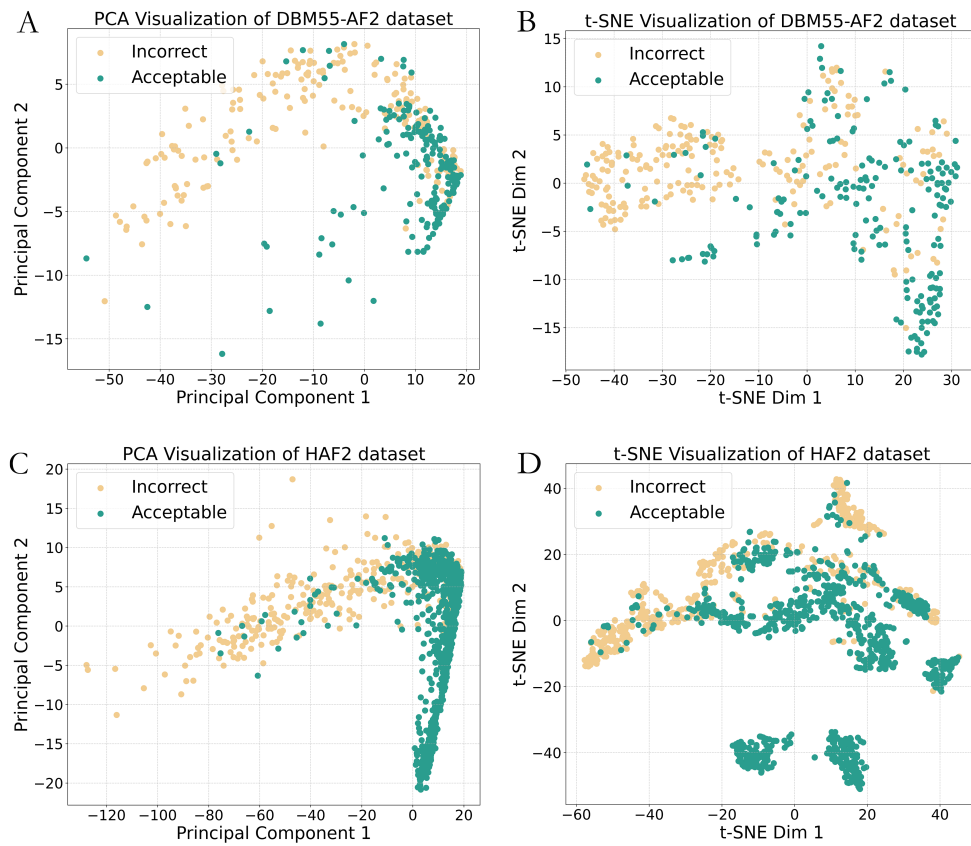 A
PCA Visualization of DBM55-AF2 dataset
Incorrect
Acceptable
5
0
−5
−10
−15
Principal Component 2
−50 −40 −30 −20 −10 0 10 20
Principal Component 1
B
t-SNE Visualization of DBM55-AF2 dataset
Incorrect
Acceptable
15
10
5
0
−5
−10
−15
t-SNE Dim 2
−50 −40 −30 −20 −10 0 10 20 30
t-SNE Dim 1
C
PCA Visualization of HAF2 dataset
Incorrect
Acceptable
20
15
10
5
0
−5
−10
−15
−20
Principal Component 2
−120 −100 −80 −60 −40 −20 0 20
Principal Component 1
D
t-SNE Visualization of HAF2 dataset
Incorrect
Acceptable
40
20
0
−20
−40
t-SNE Dim 2
−60 −40 −20 0 20 40
t-SNE Dim 1